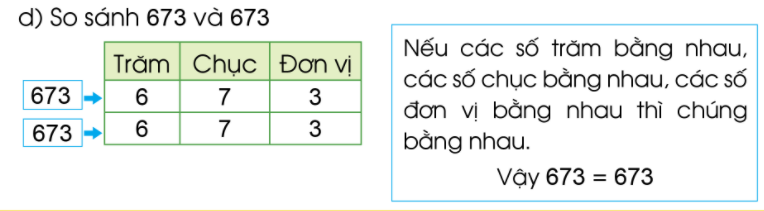 d) So sánh 673 và 673
Trăm Chục Đơn vị
673 6 7 3
673 6 7 3
Nếu các số trăm bằng nhau,
các số chục bằng nhau, các số
đơn vị bằng nhau thì chúng
bằng nhau.
Vậy 673 = 673